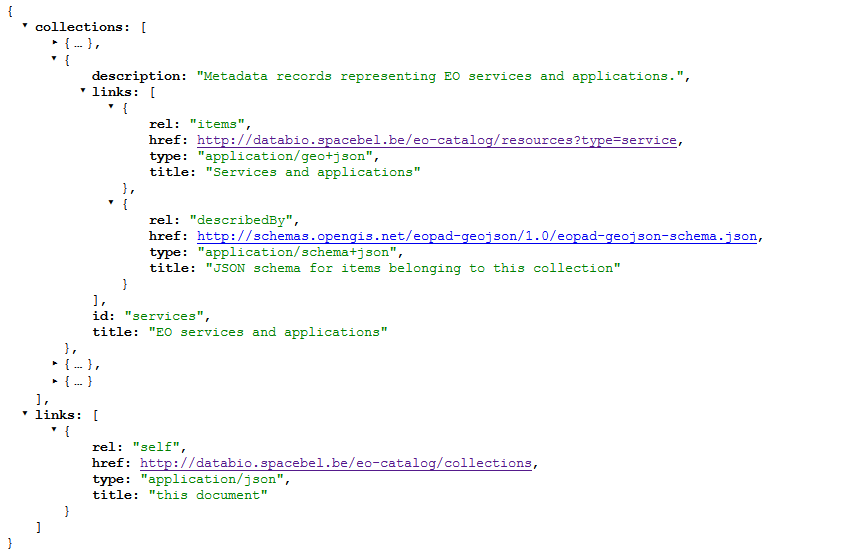 {
▾ collections: [
▸ { … },
▾ {
description: "Metadata records representing EO services and applications.",
▾ links: [
▾ {
rel: "items",
href: http://databio.spacebel.be/eo-catalog/resources?type=service,
type: "application/geo+json",
title: "Services and applications"
},
▾ {
rel: "describedBy",
href: http://schemas.opengis.net/eopad-geojson/1.0/eopad-geojson-schema.json,
type: "application/schema+json",
title: "JSON schema for items belonging to this collection"
}
],
id: "services",
title: "EO services and applications"
},
▸ { … },
▸ { … }
],
▾ links: [
▾ {
rel: "self",
href: http://databio.spacebel.be/eo-catalog/collections,
type: "application/json",
title: "this document"
}
]
}